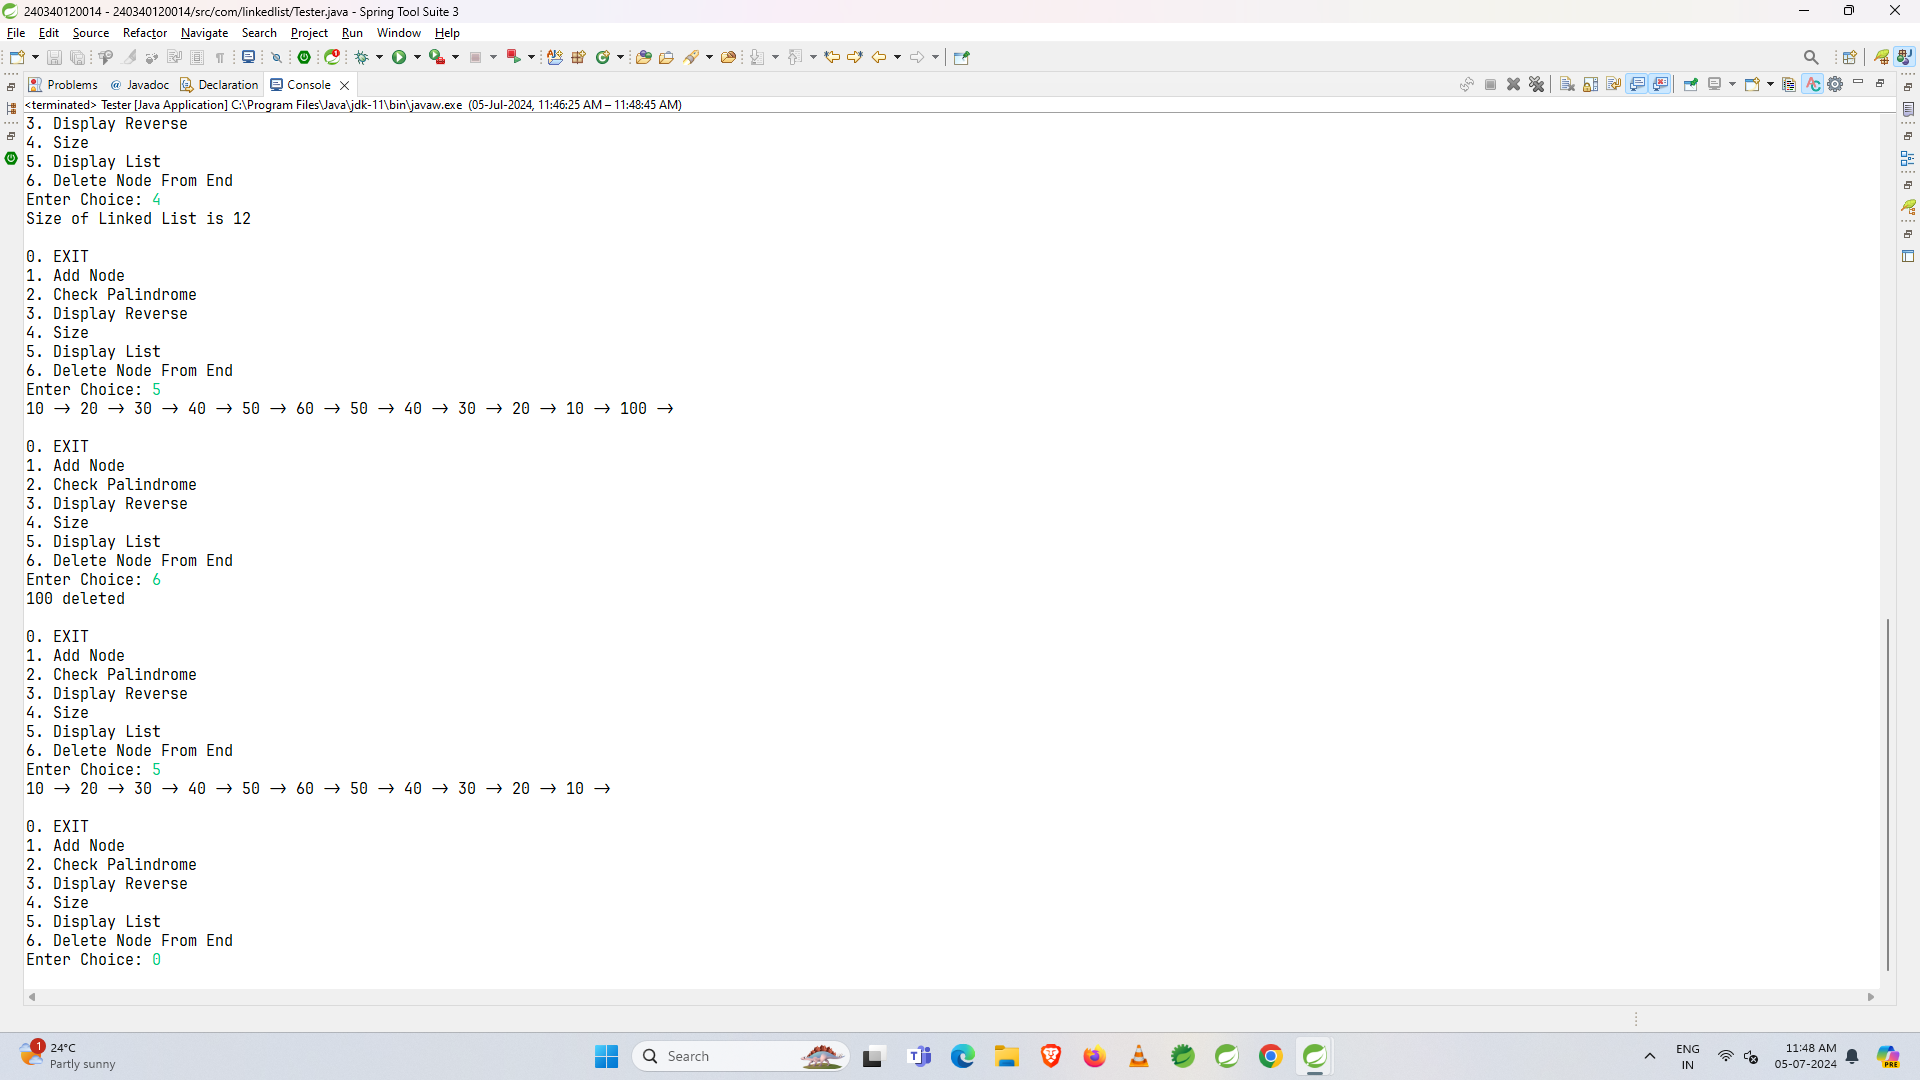 240340120014 - 240340120014/src/com/linkedlist/Tester.java - Spring Tool Suite 3
File Edit Source Refactor Navigate Search Project Run Window Help
Problems @ Javadoc Declaration Console
<terminated> Tester [Java Application] C:\Program Files\Java\jdk-11\bin\javaw.exe (05-Jul-2024, 11:46:25 AM – 11:48:45 AM)
3. Display Reverse
4. Size
5. Display List
6. Delete Node From End
Enter Choice: 4
Size of Linked List is 12
0. EXIT
1. Add Node
2. Check Palindrome
3. Display Reverse
4. Size
5. Display List
6. Delete Node From End
Enter Choice: 5
10 -> 20 -> 30 -> 40 -> 50 -> 60 -> 50 -> 40 -> 30 -> 20 -> 10 -> 100 ->
0. EXIT
1. Add Node
2. Check Palindrome
3. Display Reverse
4. Size
5. Display List
6. Delete Node From End
Enter Choice: 6
100 deleted
0. EXIT
1. Add Node
2. Check Palindrome
3. Display Reverse
4. Size
5. Display List
6. Delete Node From End
Enter Choice: 5
10 -> 20 -> 30 -> 40 -> 50 -> 60 -> 50 -> 40 -> 30 -> 20 -> 10 ->
0. EXIT
1. Add Node
2. Check Palindrome
3. Display Reverse
4. Size
5. Display List
6. Delete Node From End
Enter Choice: 0
1
24°C
Partly sunny
Search
ENG
IN
11:48 AM
05-07-2024
PRE